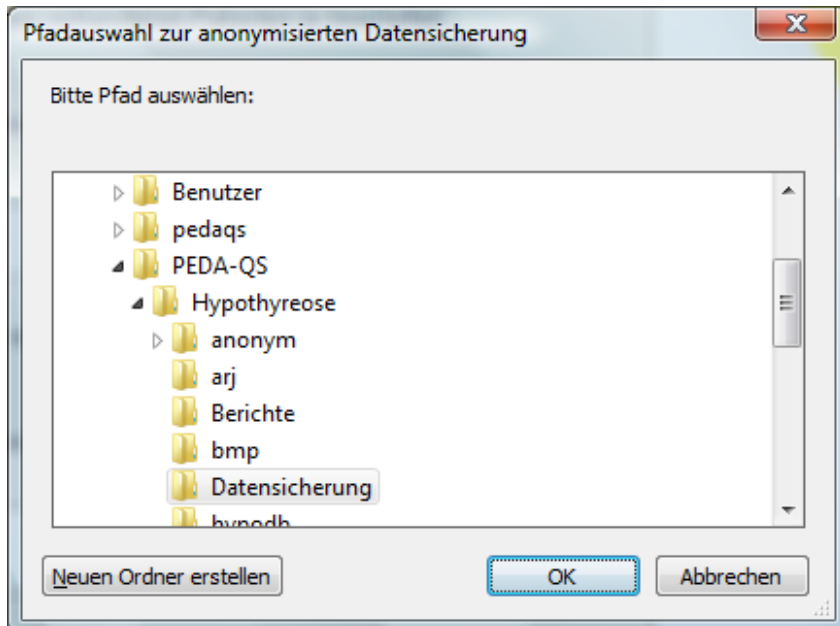 Pfadauswahl zur anonymisierten Datensicherung
Bitte Pfad auswählen:
Benutzer
pedaqs
PEDA-QS
Hypothyreose
anonym
arj
Berichte
bmp
Datensicherung
Neuen Ordner erstellen OK Abbrechen